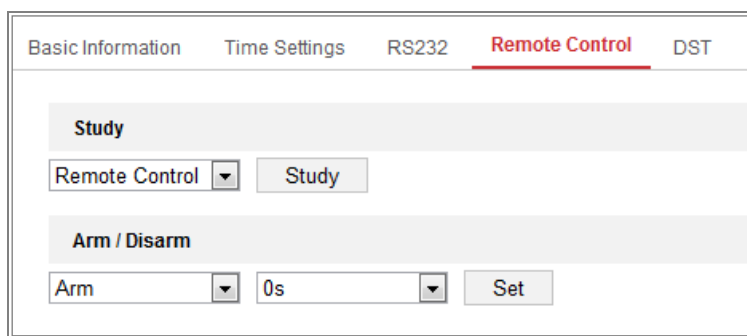 Basic Information Time Settings RS232 Remote Control DST
Study
Remote Control Study
Arm / Disarm
Arm 0s Set